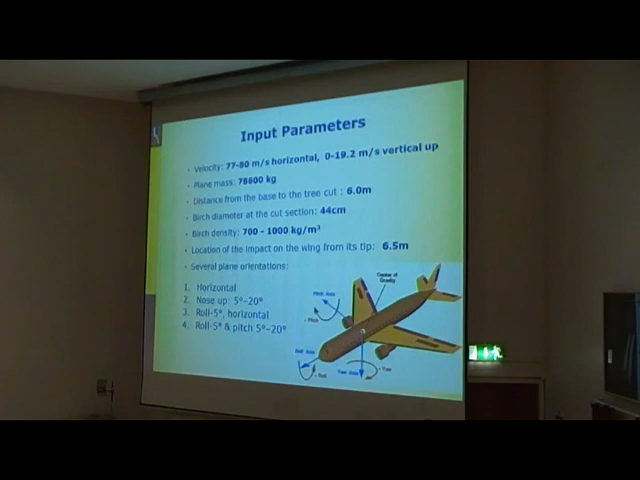 Input Parameters
· Velocity: 77-80 m/s horizontal, 0-19.2 m/s vertical up
· Plane mass: 78600 kg
· Distance from the base to the tree cut : 6.0m
· Birch diameter at the cut section: 44cm
· Birch density: 700 - 1000 kg/m³
· Location of the impact on the wing from its tip: 6.5m
· Several plane orientations:
1. Horizontal
2. Nose up: 5°-20°
3. Roll-5°, horizontal
4. Roll-5° & pitch 5°-20°
Center of
Gravity
Pitch Axis
+ Pitch
Roll Axis
+ Roll
Yaw Axis
+ Yaw